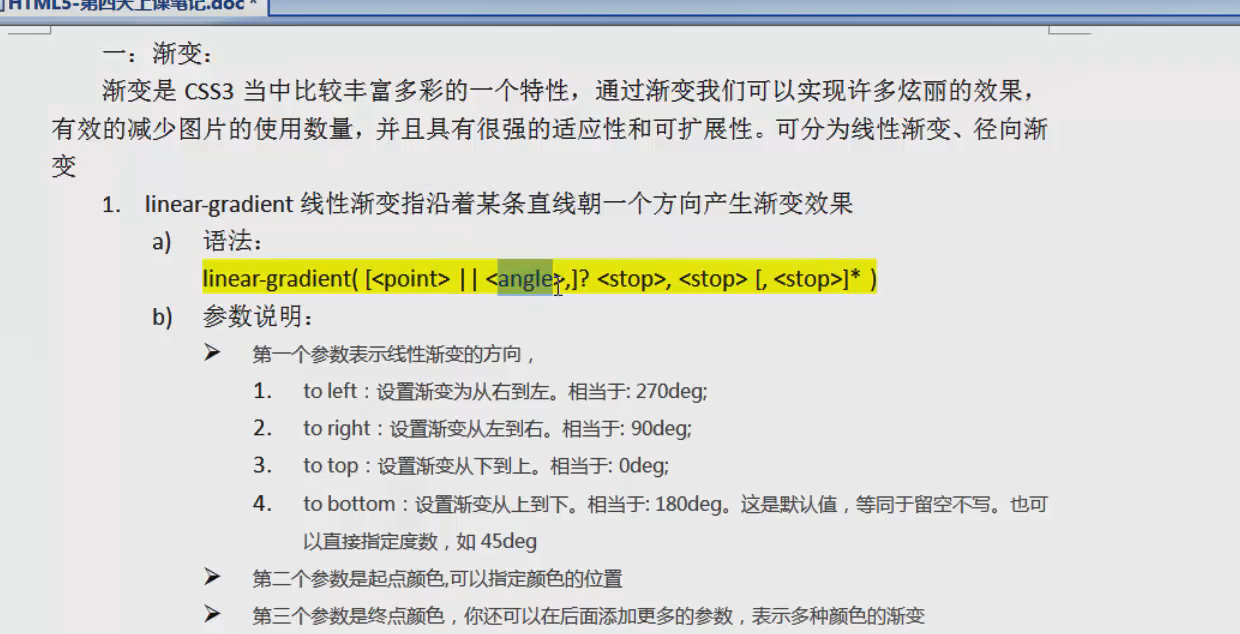 HTML5-第四天上课笔记.doc *
一：渐变：
渐变是 CSS3 当中比较丰富多彩的一个特性，通过渐变我们可以实现许多炫丽的效果，
有效的减少图片的使用数量，并且具有很强的适应性和可扩展性。可分为线性渐变、径向渐
变
1. linear-gradient 线性渐变指沿着某条直线朝一个方向产生渐变效果
a) 语法：
linear-gradient( [<point> || <angle>,]? <stop>, <stop> [, <stop>]* )
b) 参数说明：
➢ 第一个参数表示线性渐变的方向，
1. to left：设置渐变为从右到左。相当于: 270deg;
2. to right：设置渐变从左到右。相当于: 90deg;
3. to top：设置渐变从下到上。相当于: 0deg;
4. to bottom：设置渐变从上到下。相当于: 180deg。这是默认值，等同于留空不写。也可
以直接指定度数，如 45deg
➢ 第二个参数是起点颜色,可以指定颜色的位置
➢ 第三个参数是终点颜色，你还可以在后面添加更多的参数，表示多种颜色的渐变